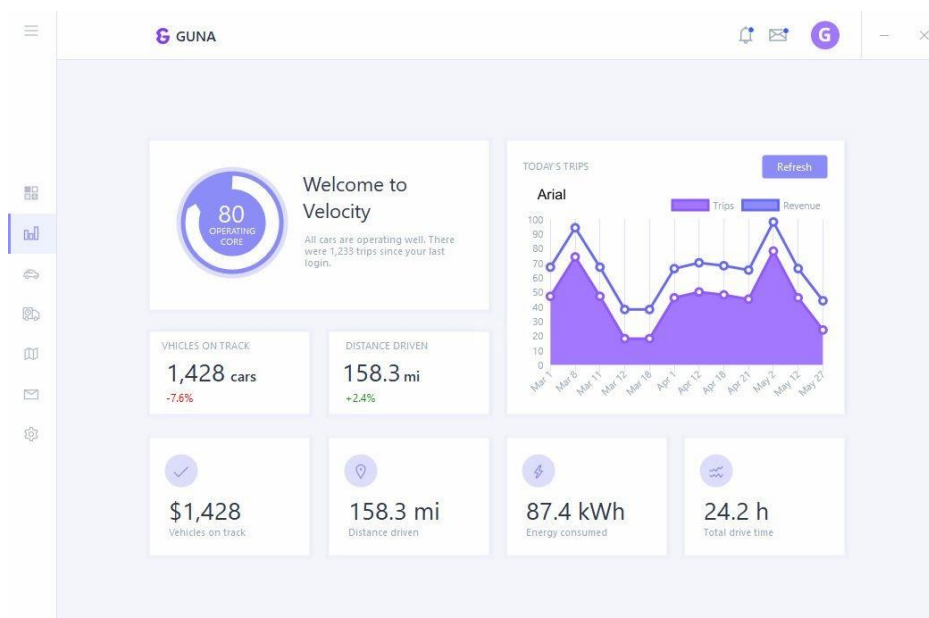 GUNA
G
80
OPERATING
CORE
Welcome to
Velocity
All cars are operating well. There
were 1,233 trips since your last
login.
TODAY'S TRIPS
Refresh
Arial
Trips
Revenue
100
90
80
70
60
50
40
30
20
10
0
Mar 1
Mar 8
Mar 11
Mar 12
Mar 18
Apr 1
Apr 12
Apr 18
Apr 21
May 2
May 12
May 27
VHICLES ON TRACK
1,428 cars
-7.6%
DISTANCE DRIVEN
158.3 mi
+2.4%
$1,428
Vehicles on track
158.3 mi
Distance driven
87.4 kWh
Energy consumed
24.2 h
Total drive time